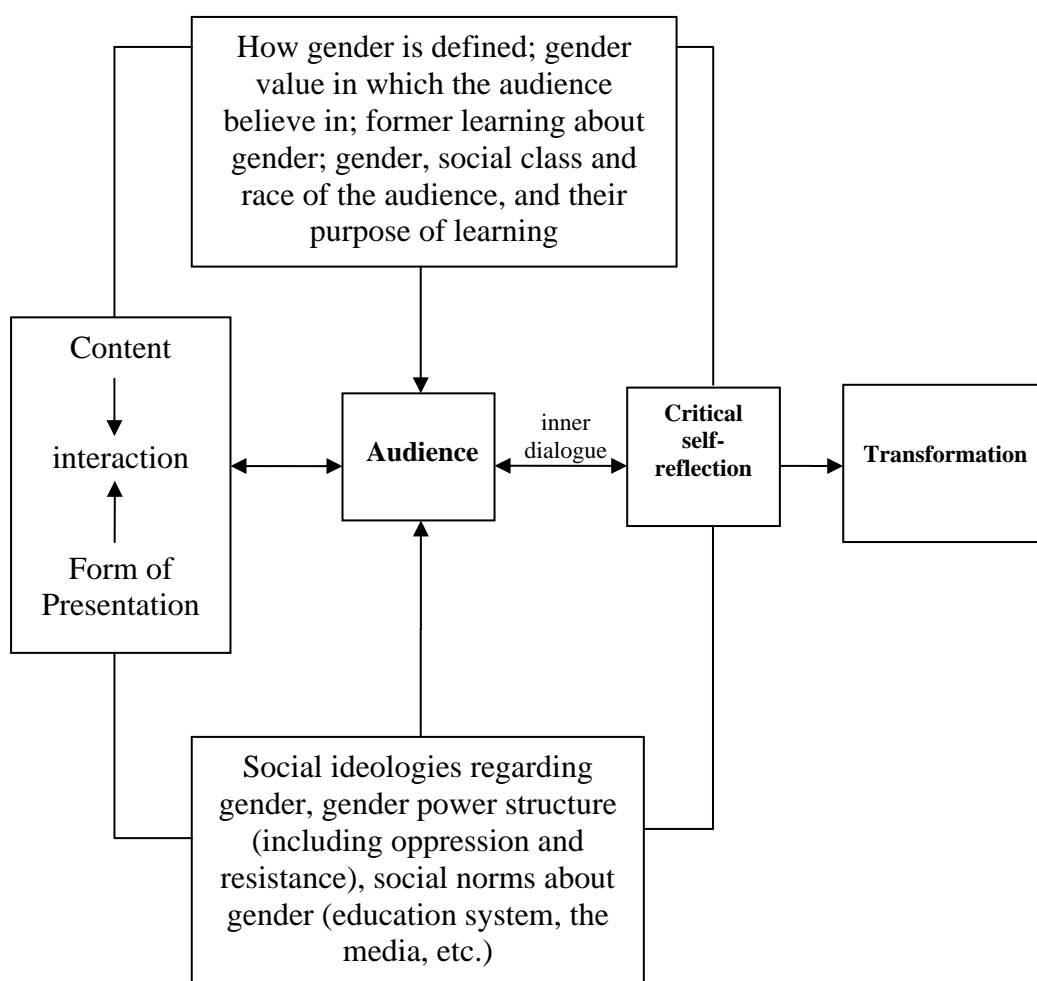 How gender is defined; gender
value in which the audience
believe in; former learning about
gender; gender, social class and
race of the audience, and their
purpose of learning
Content
interaction
Form of
Presentation
Audience
inner
dialogue
Critical
self-
reflection
Transformation
Social ideologies regarding
gender, gender power structure
(including oppression and
resistance), social norms about
gender (education system, the
media, etc.)